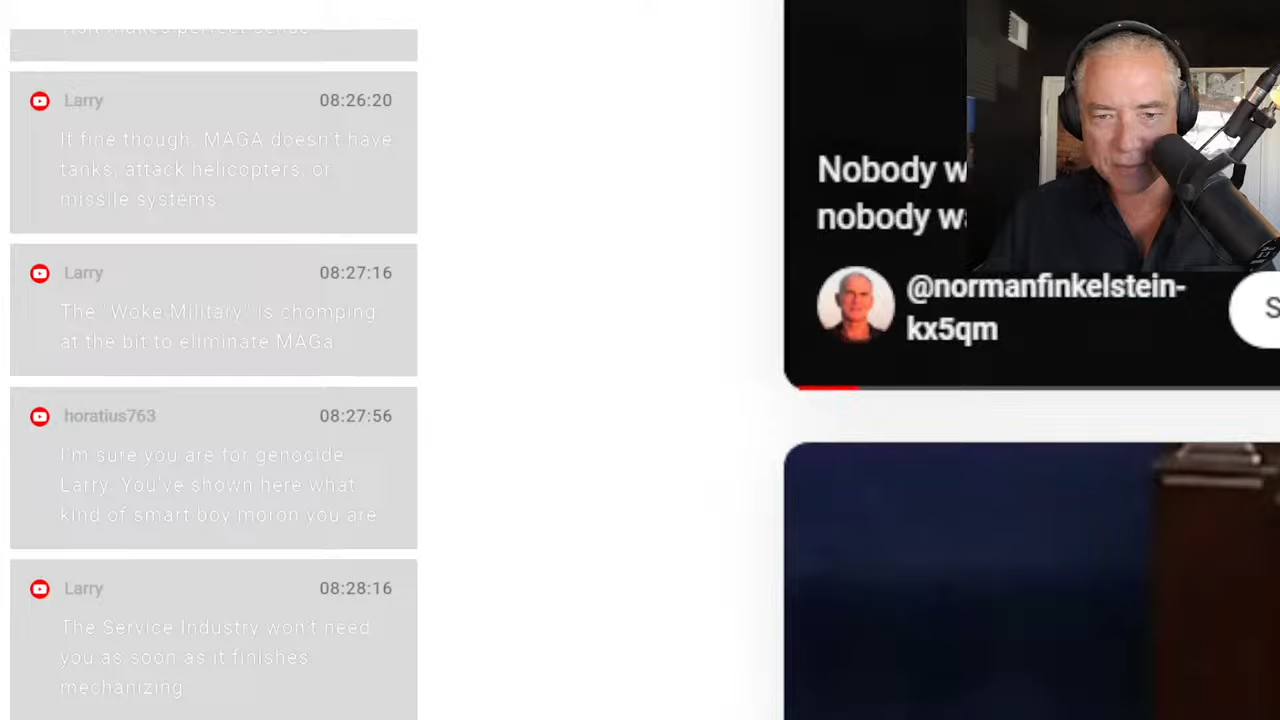 Larry 08:26:20
It fine though. MAGA doesn't have
tanks, attack helicopters, or
missile systems.
Larry 08:27:16
The "Woke Military" is chomping
at the bit to eliminate MAGa
horatius763 08:27:56
I'm sure you are for genocide
Larry. You've shown here what
kind of smart boy moron you are
Larry 08:28:16
The Service Industry won't need
you as soon as it finishes
mechanizing
Nobody
nobody
@normanfinkelstein-
kx5qm
S